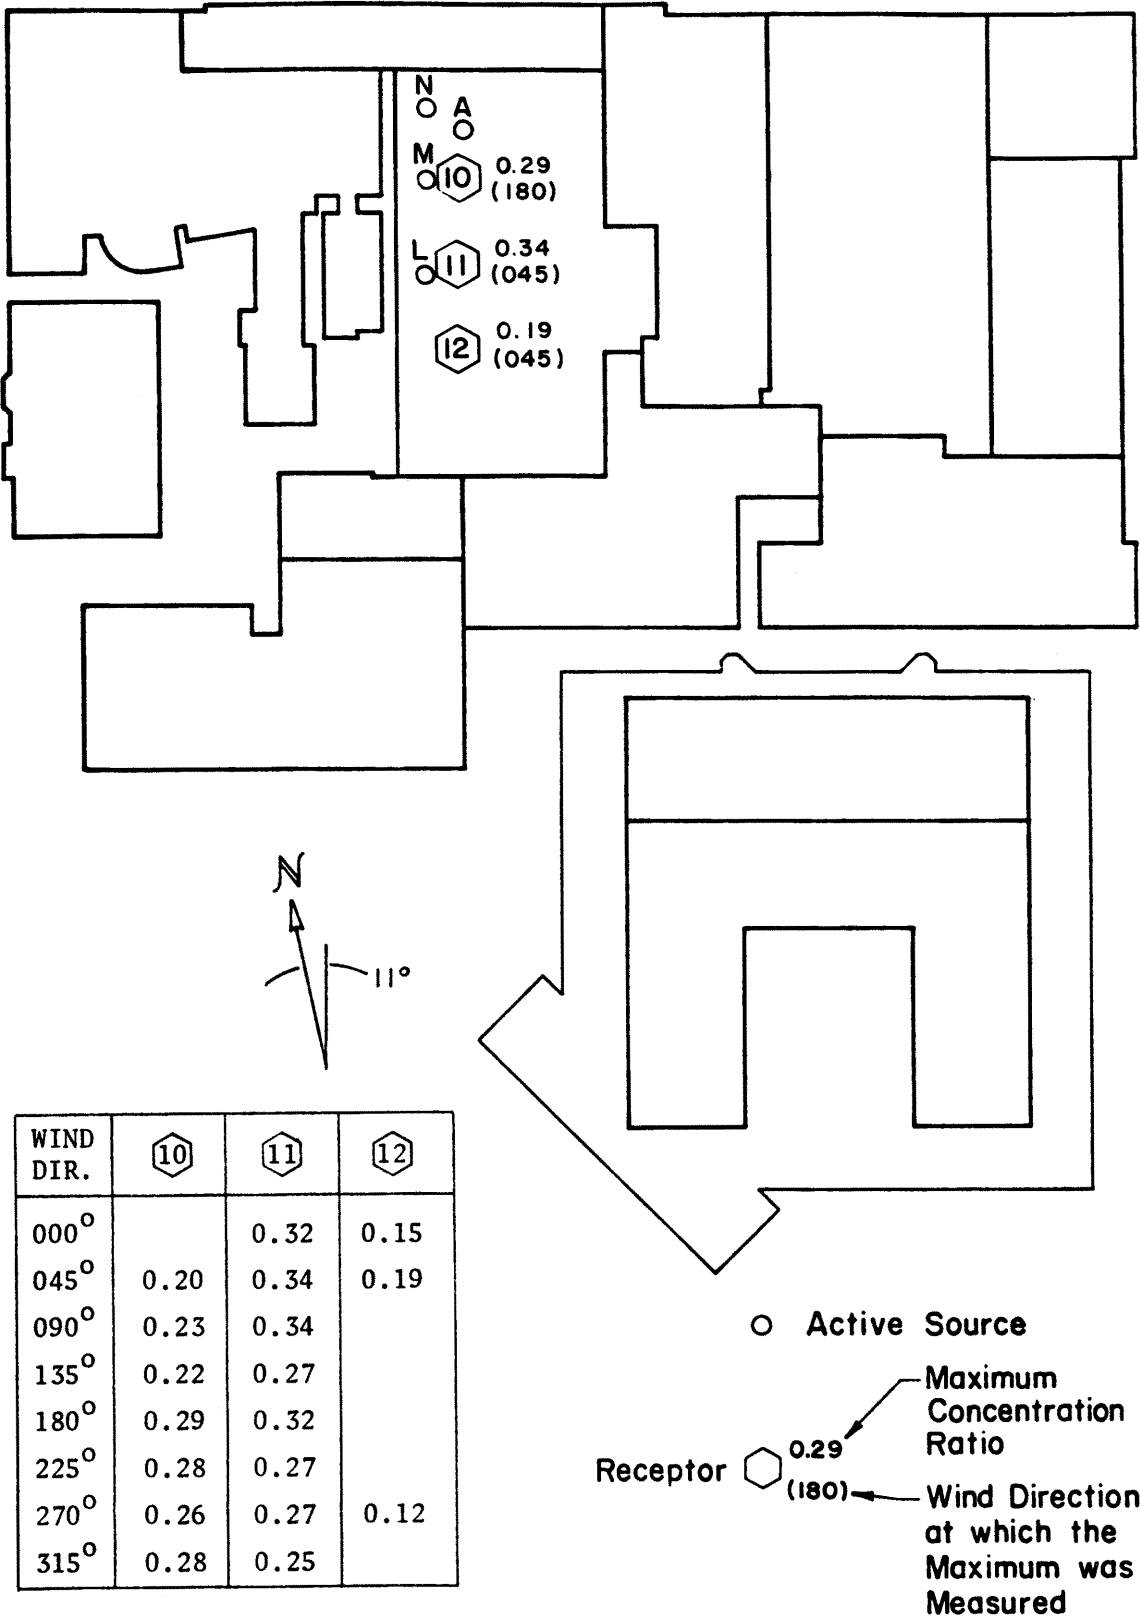 N
A
M
10 0.29
(180)
L
11 0.34
(045)
12 0.19
(045)
N
11°
WIND DIR. 10 11 12
000° 0.32 0.15
045° 0.20 0.34 0.19
090° 0.23 0.34
135° 0.22 0.27
180° 0.29 0.32
225° 0.28 0.27
270° 0.26 0.27 0.12
315° 0.28 0.25
Active Source
Maximum
Concentration
Ratio
Receptor 0.29
(180)
Wind Direction
at which the
Maximum was
Measured